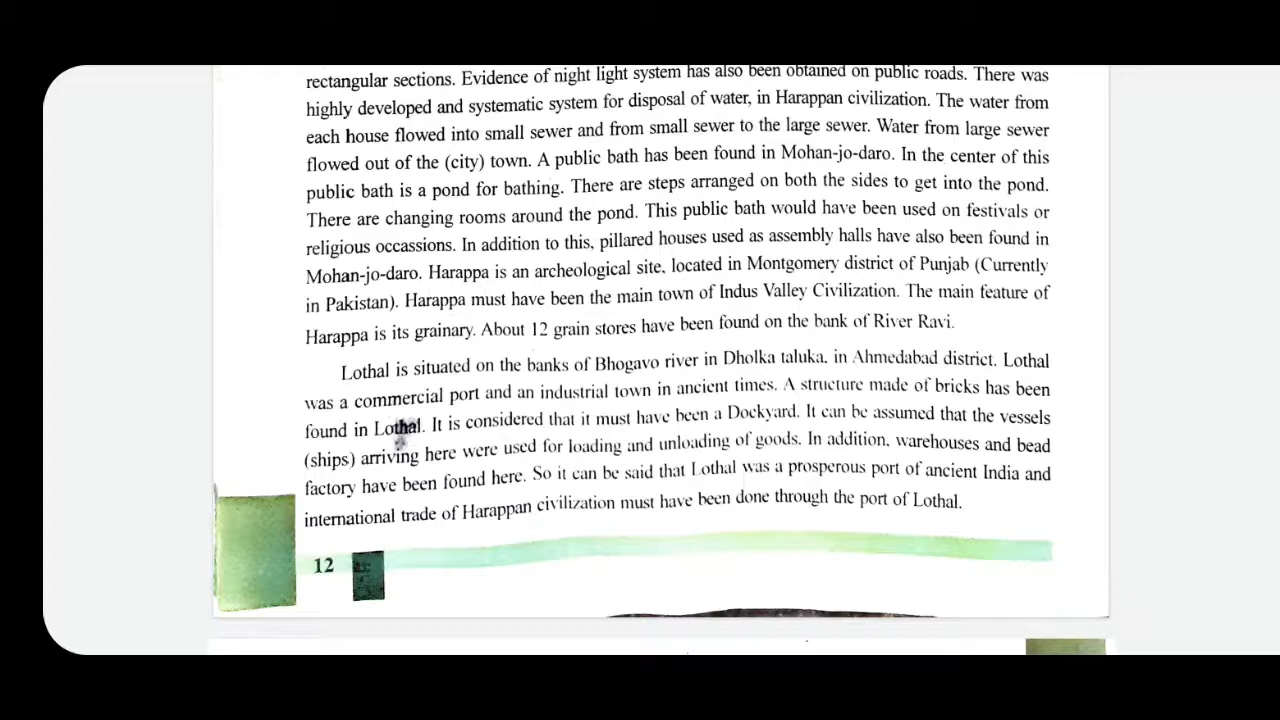 rectangular sections. Evidence of night light system has also been obtained on public roads. There was
highly developed and systematic system for disposal of water, in Harappan civilization. The water from
each house flowed into small sewer and from small sewer to the large sewer. Water from large sewer
flowed out of the (city) town. A public bath has been found in Mohan-jo-daro. In the center of this
public bath is a pond for bathing. There are steps arranged on both the sides to get into the pond.
There are changing rooms around the pond. This public bath would have been used on festivals or
religious occassions. In addition to this, pillared houses used as assembly halls have also been found in
Mohan-jo-daro. Harappa is an archeological site, located in Montgomery district of Punjab (Currently
in Pakistan). Harappa must have been the main town of Indus Valley Civilization. The main feature of
Harappa is its grainary. About 12 grain stores have been found on the bank of River Ravi.
Lothal is situated on the banks of Bhogavo river in Dholka taluka, in Ahmedabad district. Lothal
was a commercial port and an industrial town in ancient times. A structure made of bricks has been
found in Lothal. It is considered that it must have been a Dockyard. It can be assumed that the vessels
(ships) arriving here were used for loading and unloading of goods. In addition, warehouses and bead
factory have been found here. So it can be said that Lothal was a prosperous port of ancient India and
international trade of Harappan civilization must have been done through the port of Lothal.
12